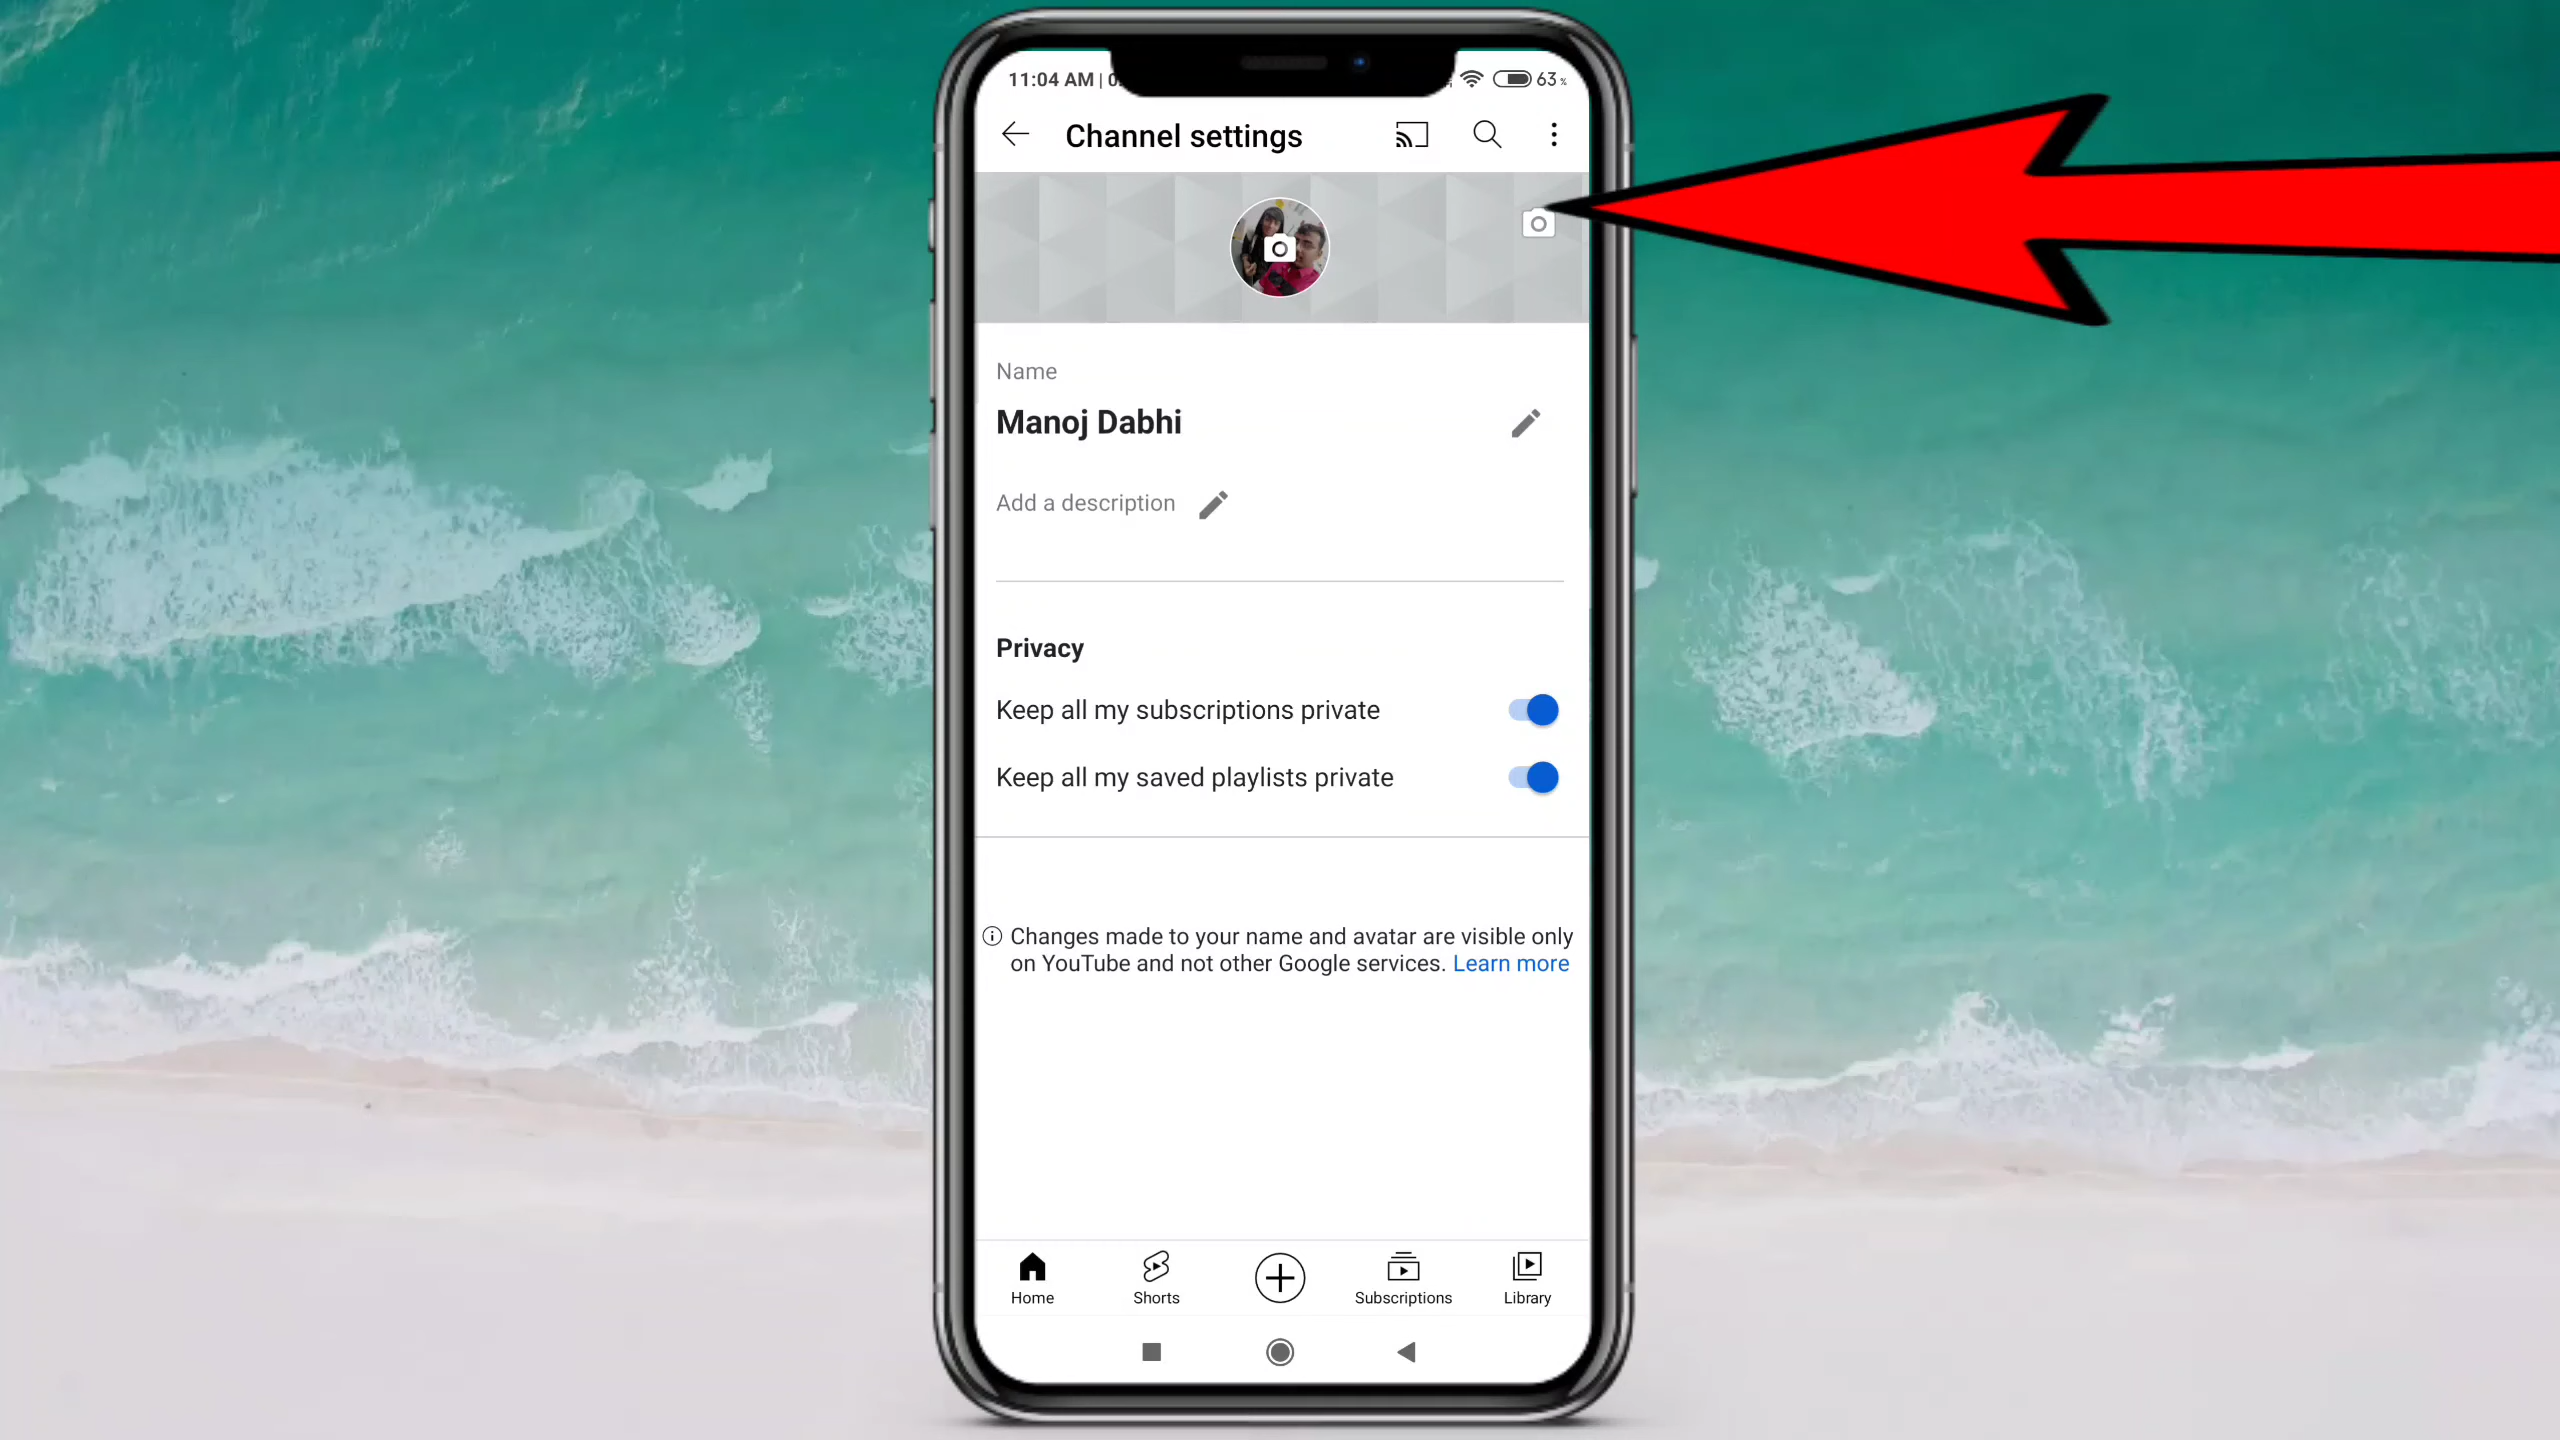 11:04 AM |
63%
Channel settings
Name
Manoj Dabhi
Add a description
Privacy
Keep all my subscriptions private
Keep all my saved playlists private
Changes made to your name and avatar are visible only
on YouTube and not other Google services. Learn more
Home
Shorts
Subscriptions
Library